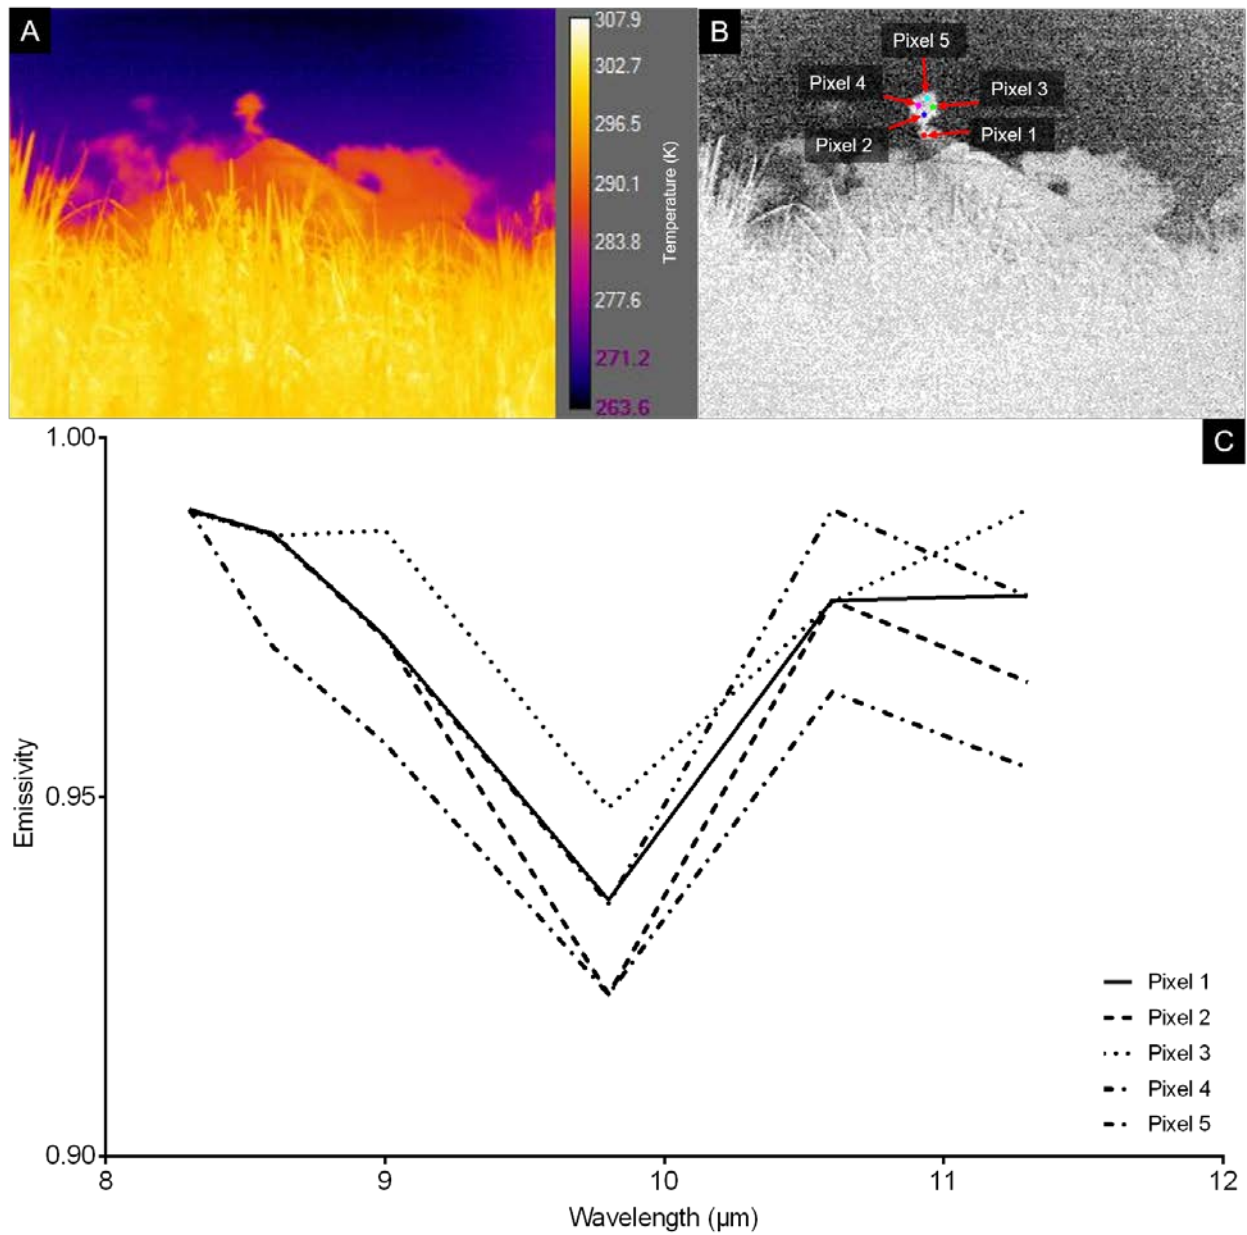 A
307.9
302.7
296.5
290.1
283.8
277.6
271.2
263.6
Temperature (K)
B
Pixel 5
Pixel 4
Pixel 3
Pixel 2
Pixel 1
C
1.00
0.95
0.90
Emissivity
8
9
10
11
12
Wavelength (µm)
Pixel 1
Pixel 2
Pixel 3
Pixel 4
Pixel 5